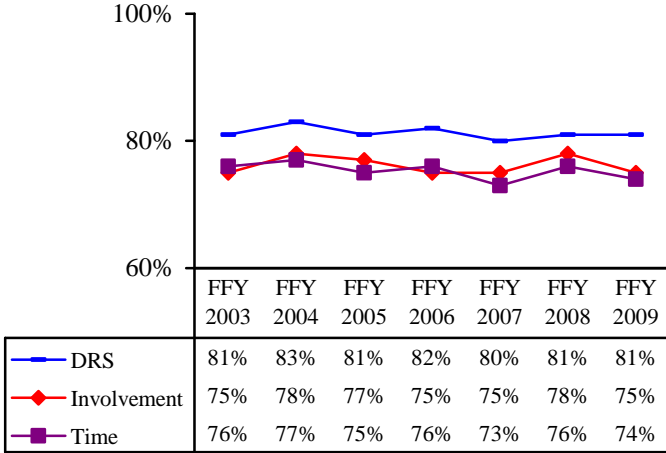 100%
80%
60%
FFY 2003 FFY 2004 FFY 2005 FFY 2006 FFY 2007 FFY 2008 FFY 2009
DRS 81% 83% 81% 82% 80% 81% 81%
Involvement 75% 78% 77% 75% 75% 78% 75%
Time 76% 77% 75% 76% 73% 76% 74%